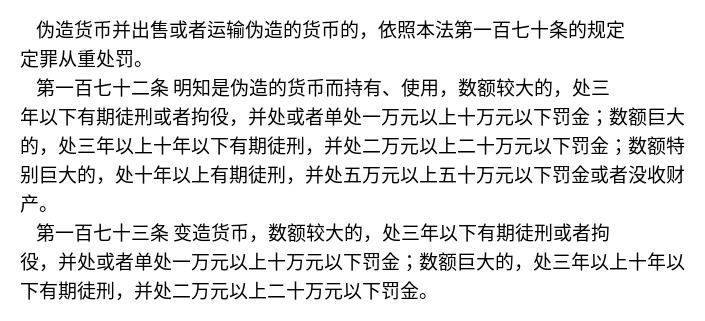 伪造货币并出售或者运输伪造的货币的，依照本法第一百七十条的规定
定罪从重处罚。
第一百七十二条 明知是伪造的货币而持有、使用，数额较大的，处三
年以下有期徒刑或者拘役，并处或者单处一万元以上十万元以下罚金；数额巨大
的，处三年以上十年以下有期徒刑，并处二万元以上二十万元以下罚金；数额特
别巨大的，处十年以上有期徒刑，并处五万元以上五十万元以下罚金或者没收财
产。
第一百七十三条 变造货币，数额较大的，处三年以下有期徒刑或者拘
役，并处或者单处一万元以上十万元以下罚金；数额巨大的，处三年以上十年以
下有期徒刑，并处二万元以上二十万元以下罚金。